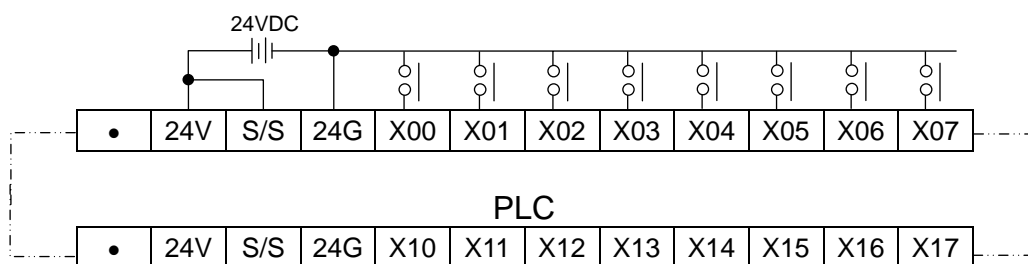 24VDC
• 24V S/S 24G X00 X01 X02 X03 X04 X05 X06 X07
PLC
• 24V S/S 24G X10 X11 X12 X13 X14 X15 X16 X17